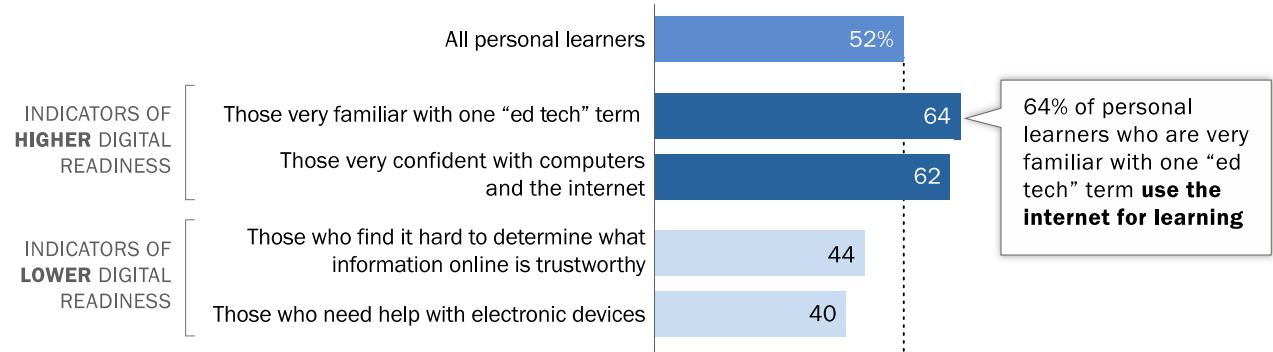 All personal learners
52%
INDICATORS OF
HIGHER DIGITAL
READINESS
Those very familiar with one “ed tech” term
64
Those very confident with computers
and the internet
62
64% of personal
learners who are very
familiar with one “ed
tech” term use the
internet for learning
INDICATORS OF
LOWER DIGITAL
READINESS
Those who find it hard to determine what
information online is trustworthy
44
Those who need help with electronic devices
40